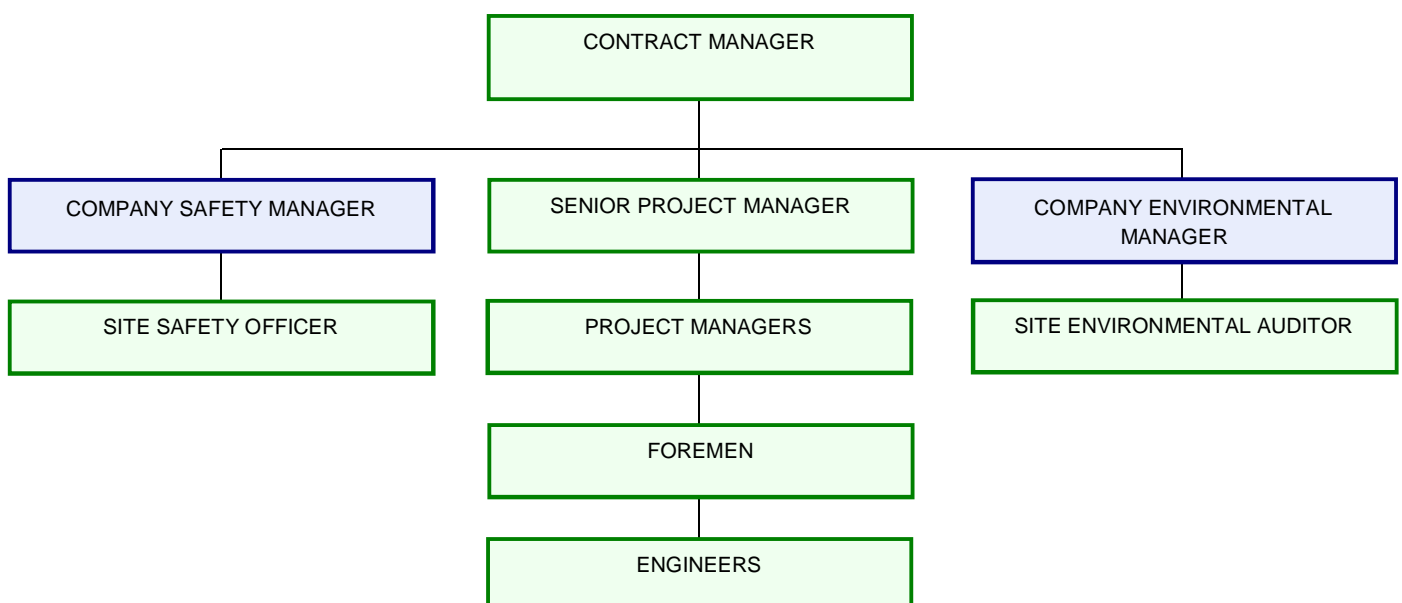 CONTRACT MANAGER
COMPANY SAFETY MANAGER
SENIOR PROJECT MANAGER
COMPANY ENVIRONMENTAL
MANAGER
SITE SAFETY OFFICER
PROJECT MANAGERS
SITE ENVIRONMENTAL AUDITOR
FOREMEN
ENGINEERS